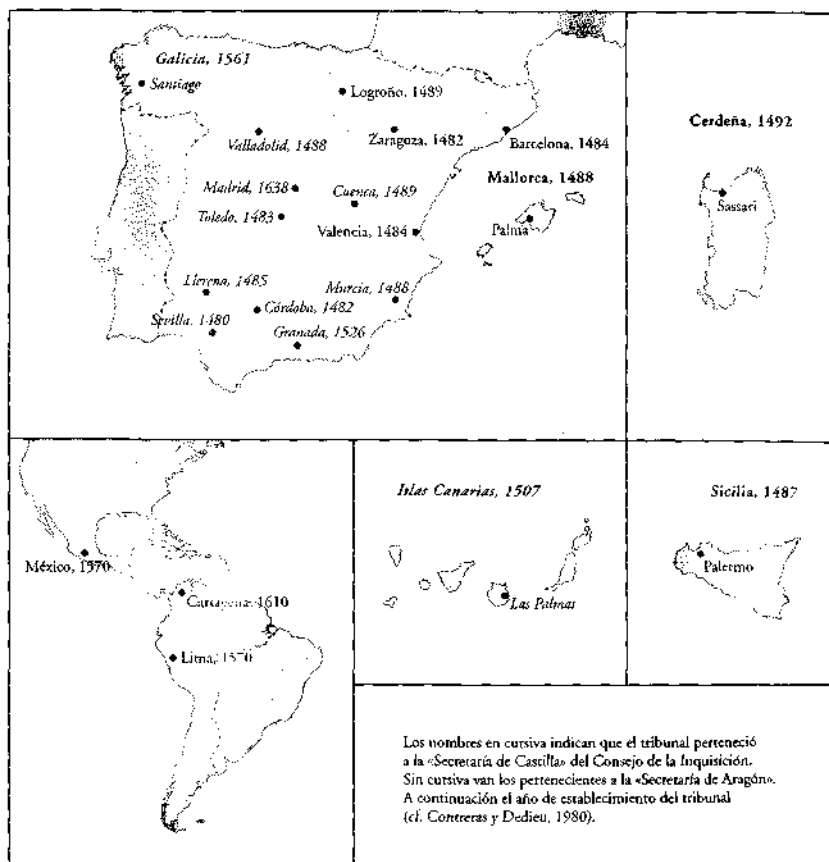 Galicia, 1561
Santiago
Logroño, 1489
Valladolid, 1488
Zaragoza, 1482
Barcelona, 1484
Madrid, 1638
Cuenca, 1489
Mallorca, 1488
Toledo, 1483
Valencia, 1484
Palma
Llerena, 1485
Murcia, 1488
Córdoba, 1482
Sevilla, 1480
Granada, 1526
Cerdeña, 1492
Sassari
México, 1570
Cartagena, 1610
Lima, 1570
Islas Canarias, 1507
Las Palmas
Sicilia, 1487
Palermo
Los nombres en cursiva indican que el tribunal perteneció
a la «Secretaría de Castilla» del Consejo de la Inquisición.
Sin cursiva van los pertenecientes a la «Secretaría de Aragón».
A continuación el año de establecimiento del tribunal
(cf. Contreras y Dedieu, 1980).